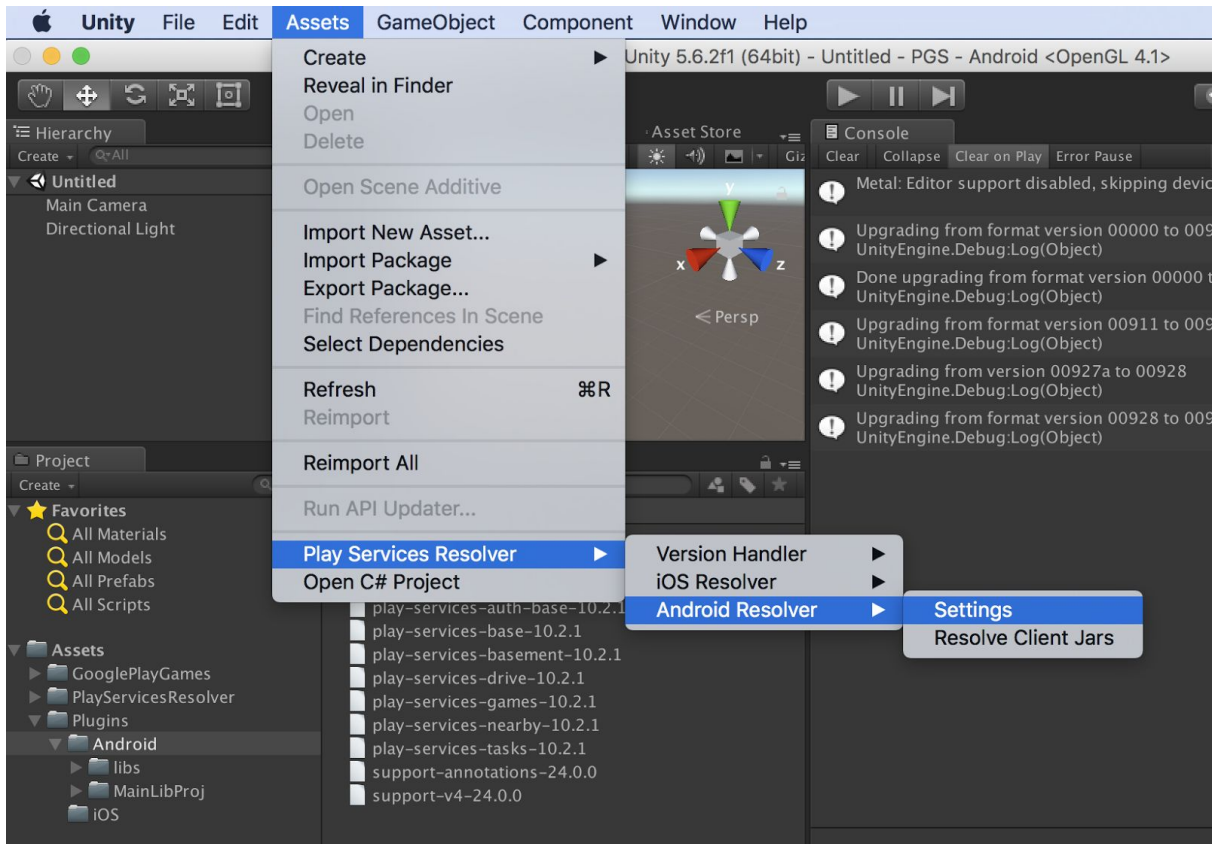 Unity File Edit Assets GameObject Component Window Help
Unity 5.6.2f1 (64bit) - Untitled - PGS - Android <OpenGL 4.1>
Create
Reveal in Finder
Open
Delete
Open Scene Additive
Import New Asset...
Import Package
Export Package...
Find References In Scene
Select Dependencies
Refresh ⌘R
Reimport
Reimport All
Run API Updater...
Play Services Resolver
Open C# Project
Version Handler
iOS Resolver
Android Resolver
Settings
Resolve Client Jars
Hierarchy
Create All
Untitled
Main Camera
Directional Light
Asset Store
Giz
y
x z
Persp
Console
Clear Collapse Clear on Play Error Pause
Metal: Editor support disabled, skipping devic
Upgrading from format version 00000 to 009
UnityEngine.Debug:Log(Object)
Done upgrading from format version 00000 t
UnityEngine.Debug:Log(Object)
Upgrading from format version 00911 to 009
UnityEngine.Debug:Log(Object)
Upgrading from version 00927a to 00928
UnityEngine.Debug:Log(Object)
Upgrading from format version 00928 to 009
UnityEngine.Debug:Log(Object)
Project
Create
Favorites
All Materials
All Models
All Prefabs
All Scripts
Assets
GooglePlayGames
PlayServicesResolver
Plugins
Android
libs
MainLibProj
iOS
play-services-auth-base-10.2.1
play-services-base-10.2.1
play-services-basement-10.2.1
play-services-drive-10.2.1
play-services-games-10.2.1
play-services-nearby-10.2.1
play-services-tasks-10.2.1
support-annotations-24.0.0
support-v4-24.0.0